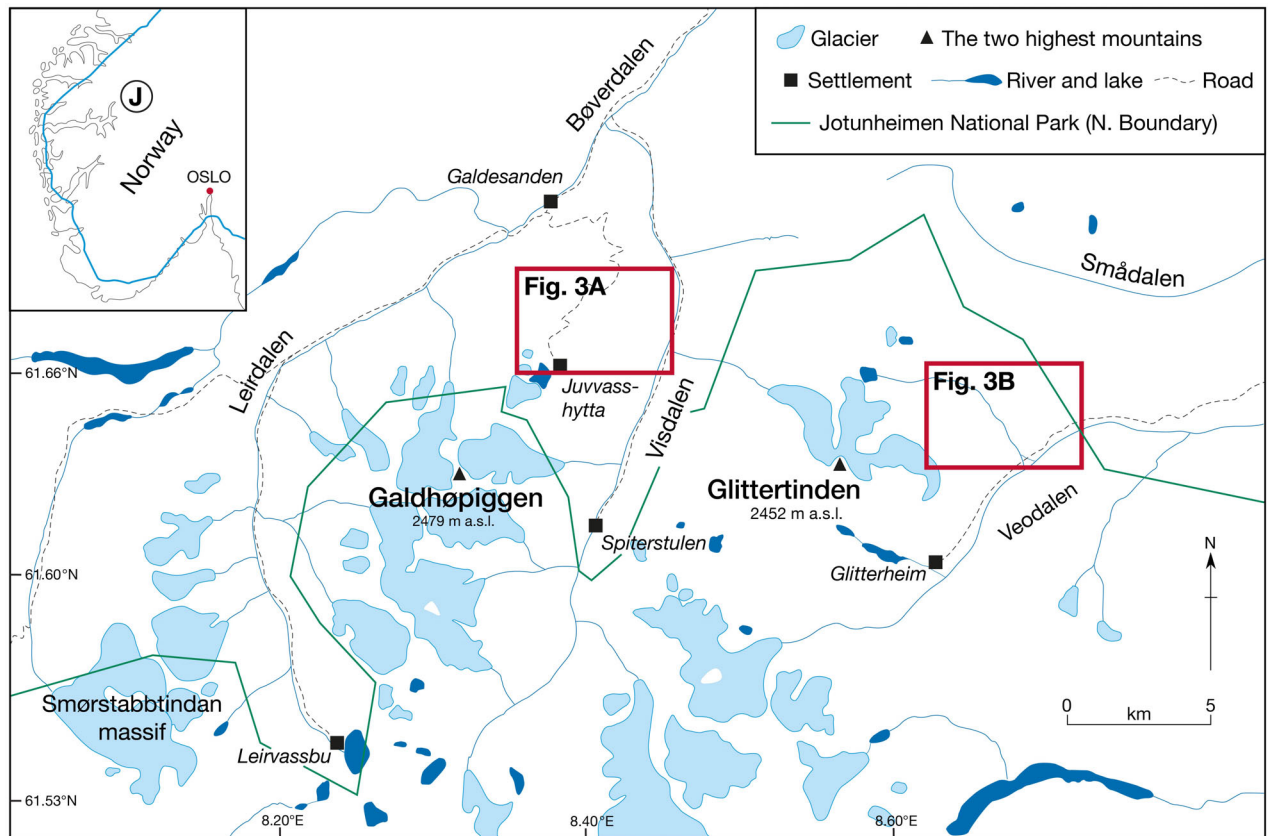 J
Norway
OSLO
Glacier
The two highest mountains
Settlement
River and lake
Road
Jotunheimen National Park (N. Boundary)
Bøverdalen
Galdesanden
Smådalen
Fig. 3A
Leirdalen
61.66°N
Juvvass-
hytta
Visdalen
Fig. 3B
Galdhøpiggen
2479 m a.s.l.
Glittertinden
2452 m a.s.l.
Veodalen
Spiterstulen
Glitterheim
N
61.60°N
Smørstabbtindan
massif
Leirvassbu
0 5
km
61.53°N
8.20°E
8.40°E
8.60°E